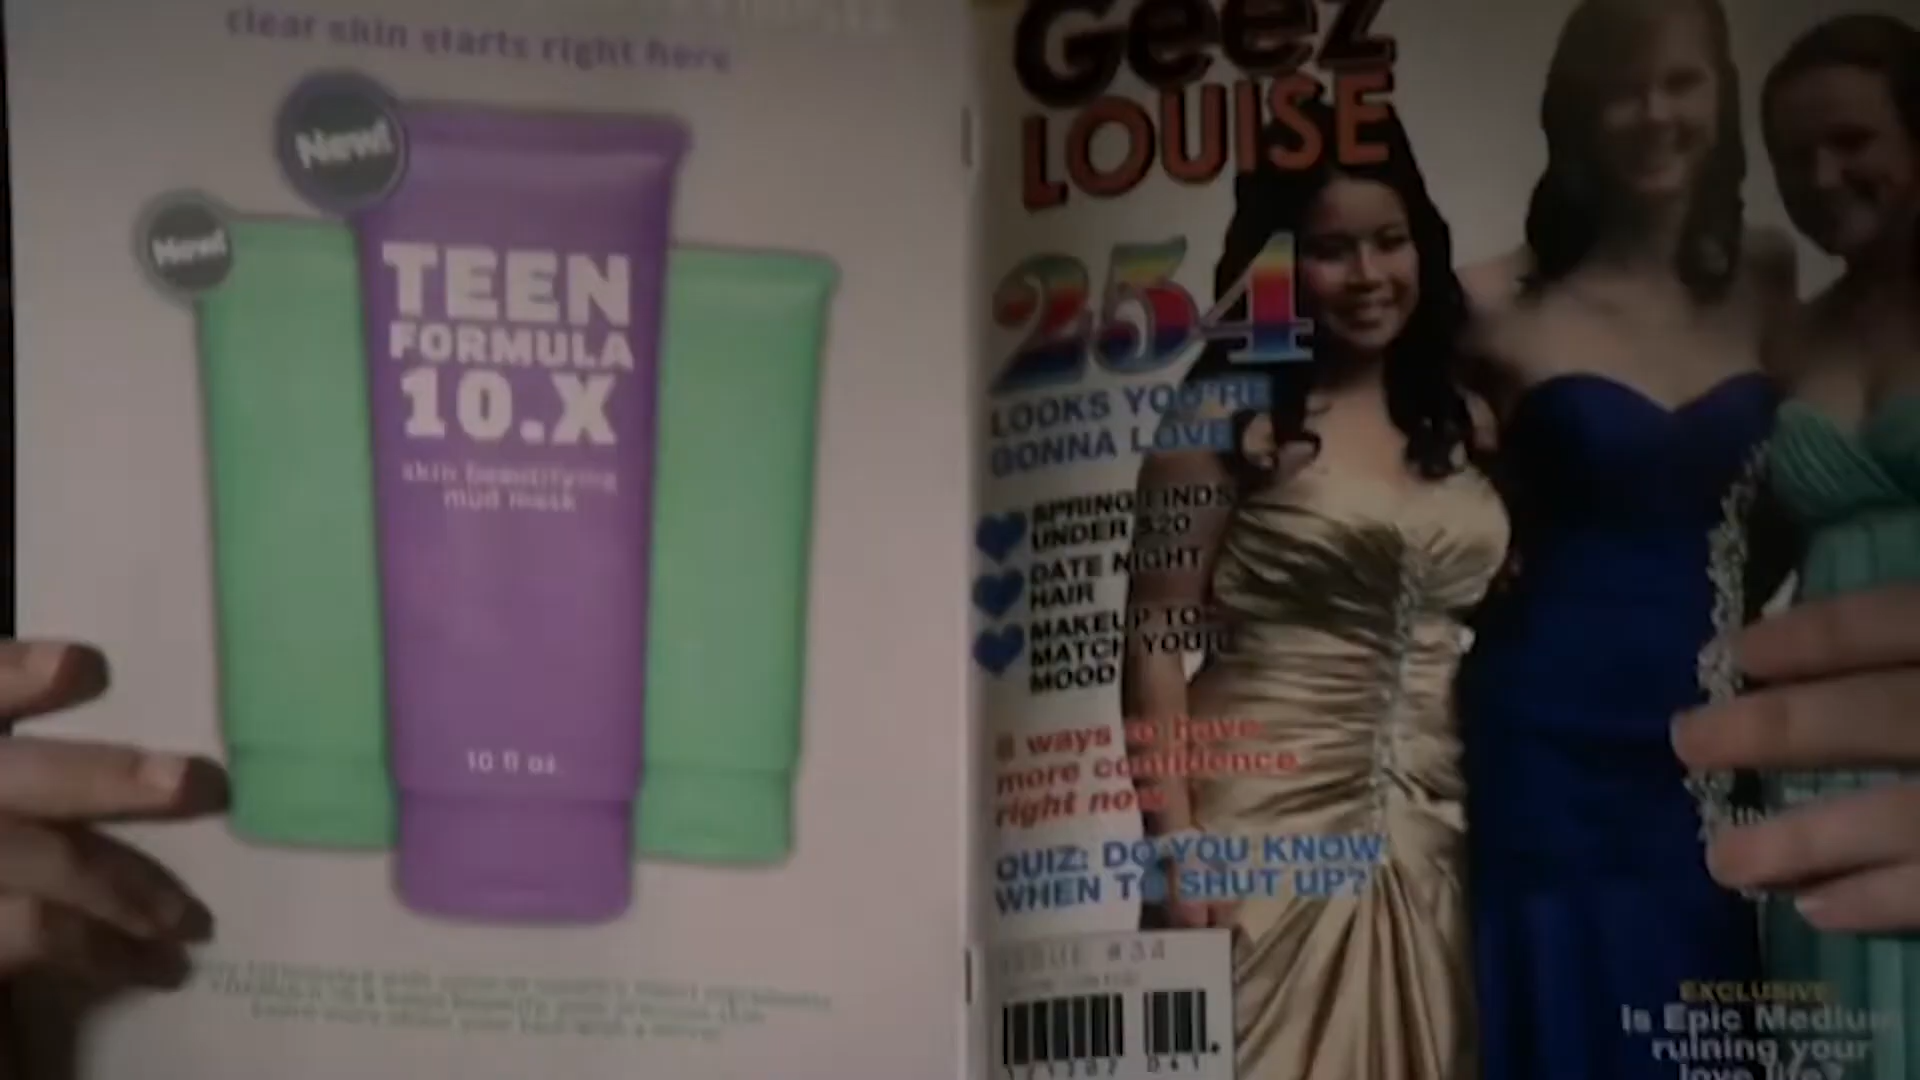 clear skin starts right here
New!
New!
TEEN
FORMULA
10.X
skin beautifying
mud mask
10 fl oz.
Geez
LOUISE
254
LOOKS YOU'RE
GONNA LOVE
SPRING FINDS
UNDER $20
DATE NIGHT
HAIR
MAKEUP TO
MATCH YOUR
MOOD
ways to have
more confidence
right now
QUIZ: DO YOU KNOW
WHEN TO SHUT UP?
ISSUE #34
EXCLUSIVE
Is Epic Medium
ruining your
love life?